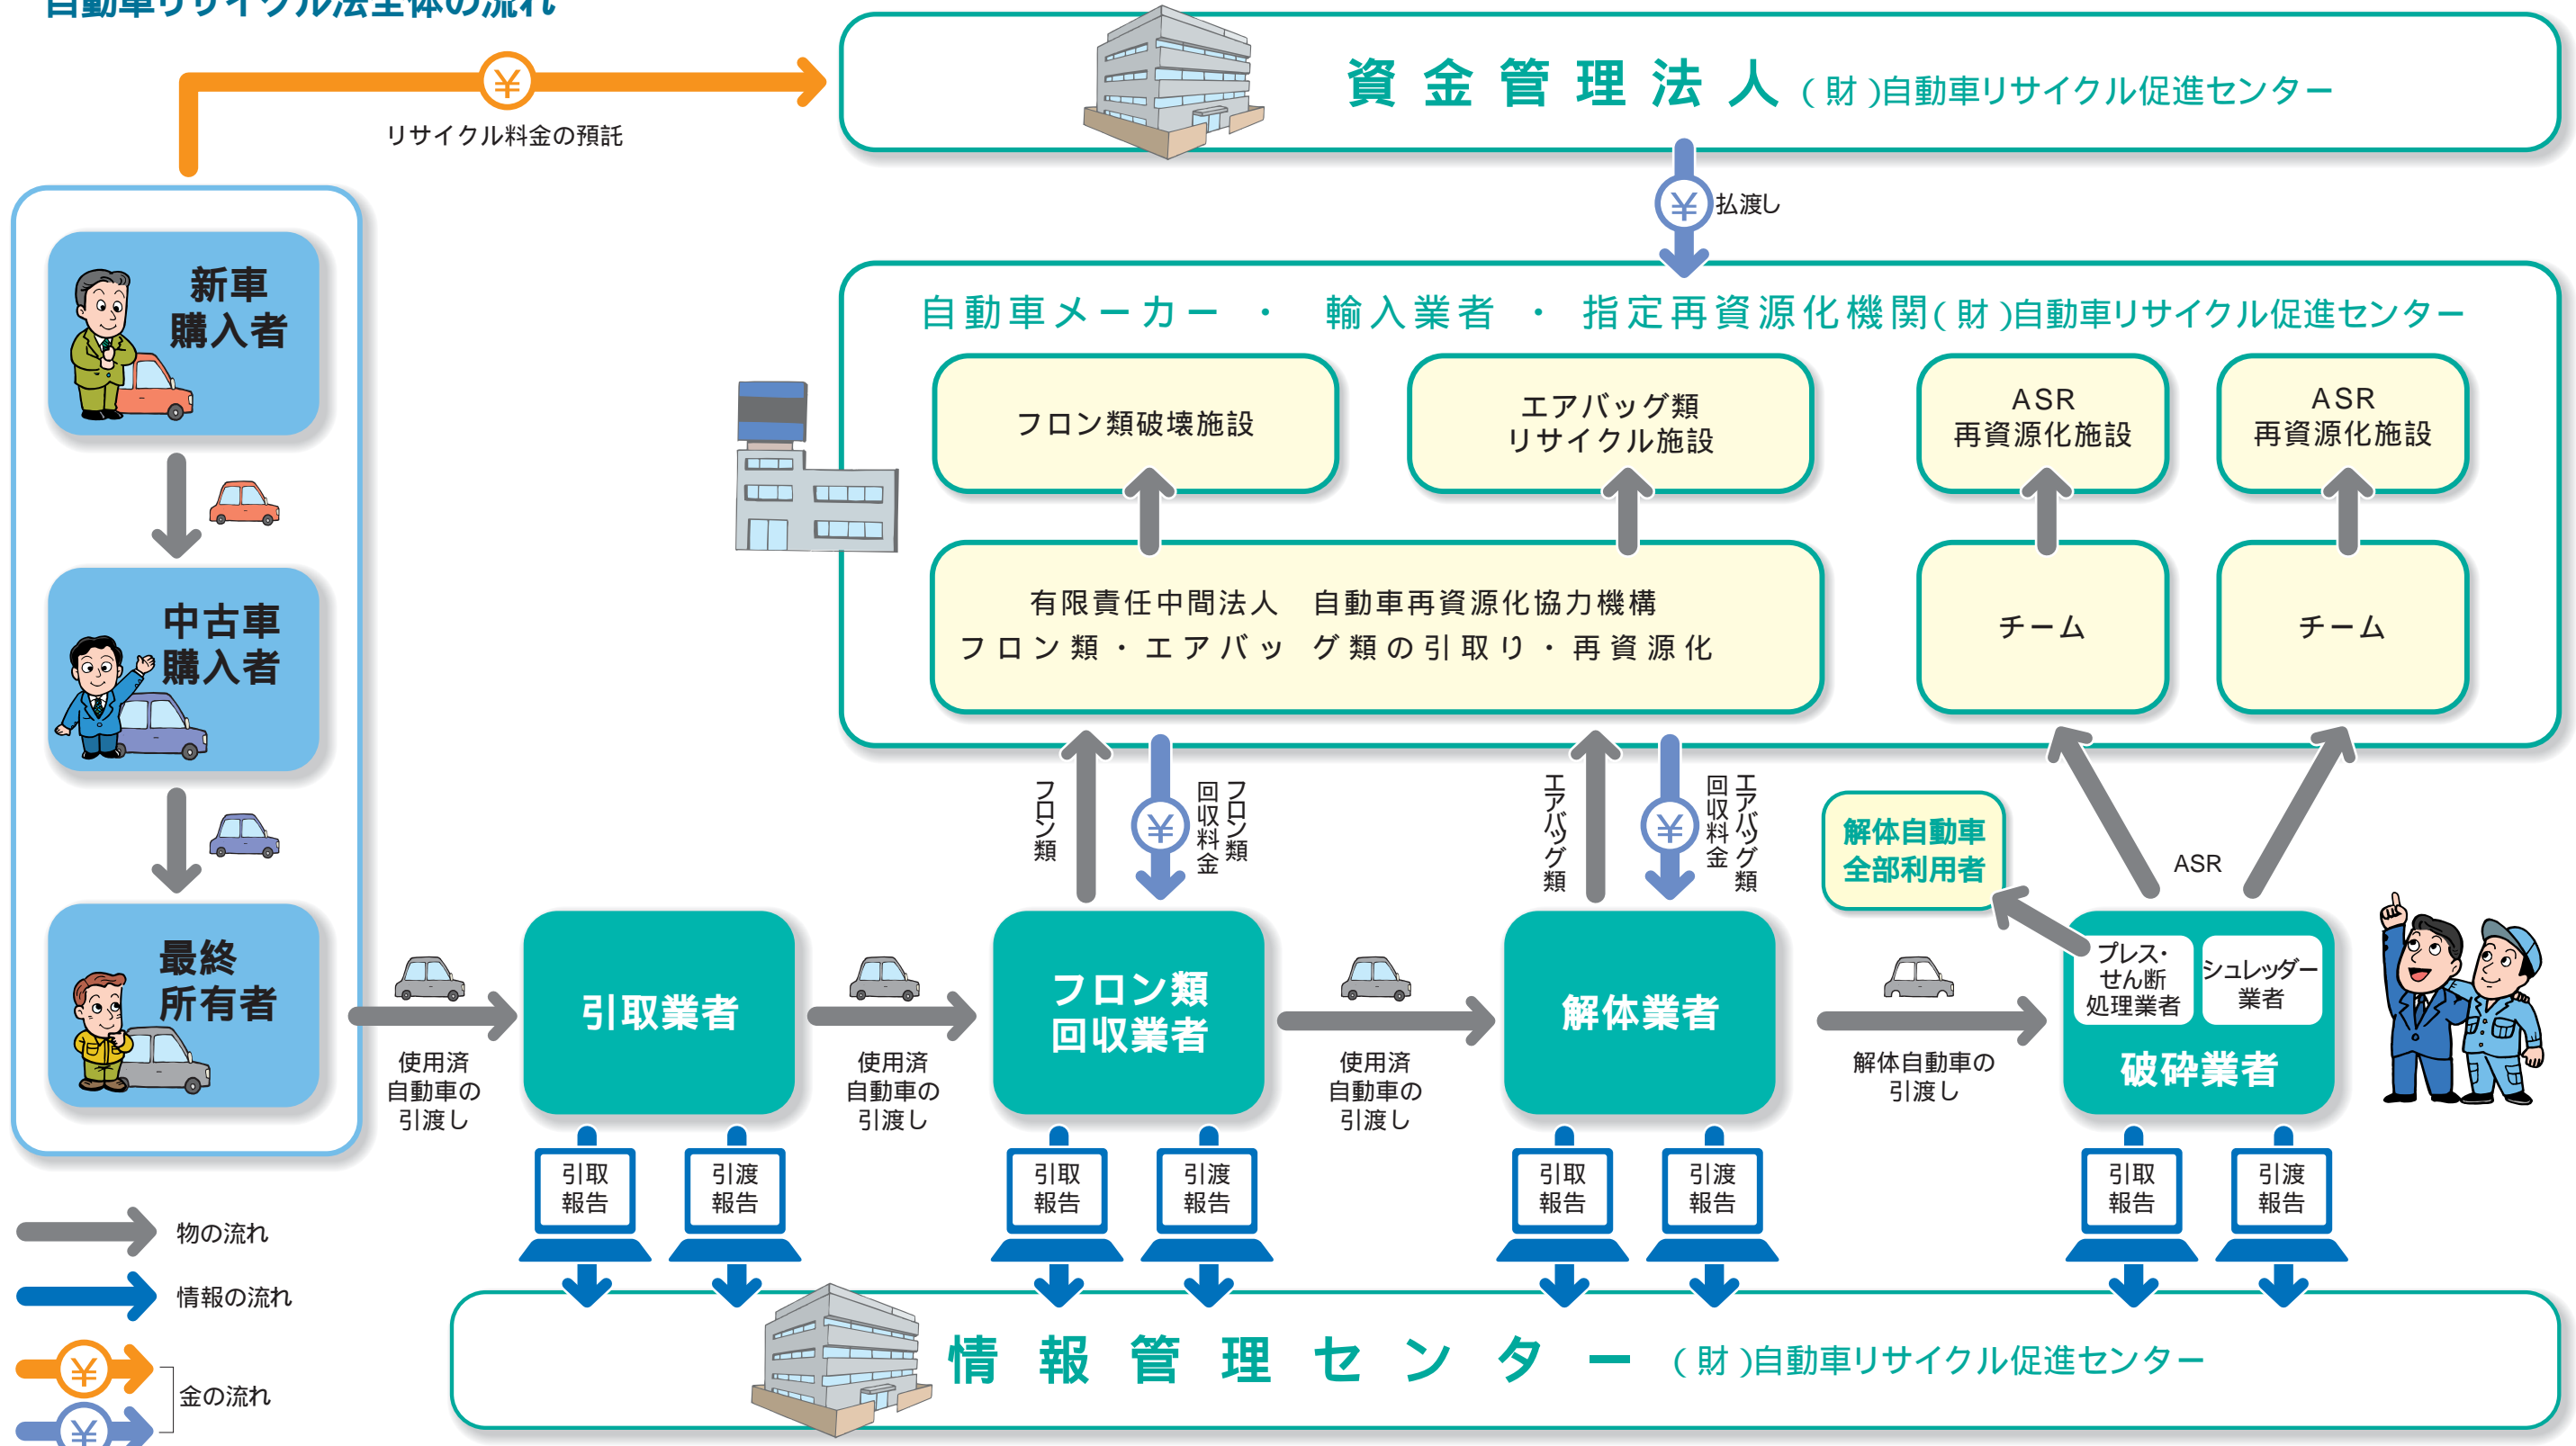 自動車リサイクル法全体の流れ
¥
リサイクル料金の預託
資金管理法人(財)自動車リサイクル促進センター
¥ 払渡し
新車
購入者
中古車
購入者
最終
所有者
自動車メーカー・輸入業者・指定再資源化機関(財)自動車リサイクル促進センター
フロン類破壊施設
エアバッグ類
リサイクル施設
ASR
再資源化施設
ASR
再資源化施設
有限責任中間法人 自動車再資源化協力機構
フロン類・エアバッグ類の引取り・再資源化
チーム
チーム
フロン類
¥
フロン類
回収料金
エアバッグ類
¥
エアバッグ類
回収料金
解体自動車
全部利用者
ASR
使用済
自動車の
引渡し
引取業者
使用済
自動車の
引渡し
フロン類
回収業者
使用済
自動車の
引渡し
解体業者
解体自動車の
引渡し
プレス・
せん断
処理業者
シュレッダー
業者
破砕業者
引取
報告
引渡
報告
引取
報告
引渡
報告
引取
報告
引渡
報告
引取
報告
引渡
報告
情報管理センター(財)自動車リサイクル促進センター
物の流れ
情報の流れ
¥
金の流れ
¥